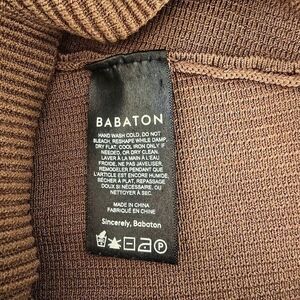 BABATON
HAND WASH COLD, DO NOT
BLEACH, RESHAPE WHILE DAMP,
DRY FLAT, COOL IRON ONLY IF
NEEDED, OR DRY CLEAN.
LAVER À LA MAIN À L'EAU
FROIDE, NE PAS JAVELISER,
REMODELER PENDANT QUE
L'ARTICLE EST ENCORE HUMIDE,
SÉCHER À PLAT, REPASSAGE
DOUX SI NÉCESSAIRE, OU
NETTOYER À SEC.
MADE IN CHINA
FABRIQUÉ EN CHINE
Sincerely, Babaton
P